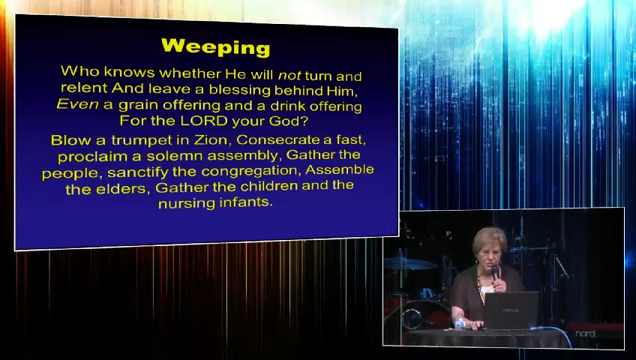 Weeping
Who knows whether He will not turn and
relent And leave a blessing behind Him,
Even a grain offering and a drink offering
For the LORD your God?
Blow a trumpet in Zion, Consecrate a fast,
proclaim a solemn assembly, Gather the
people, sanctify the congregation, Assemble
the elders, Gather the children and the
nursing infants.
nord